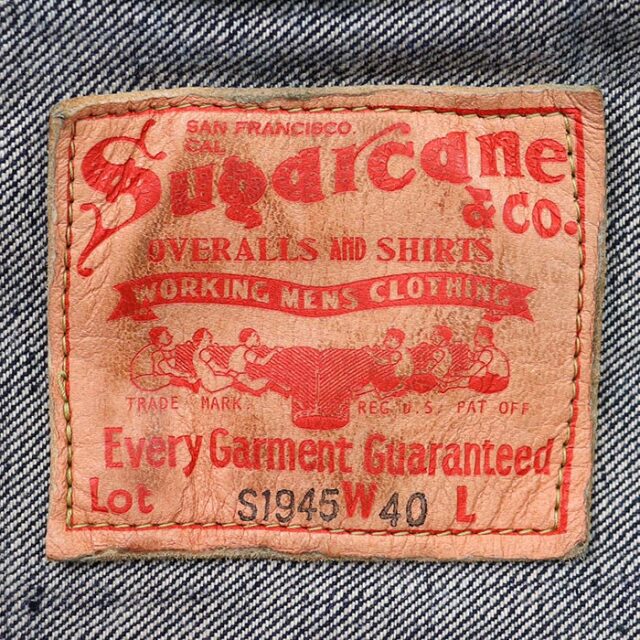 SAN FRANCISCO.
CAL.
Sugarcane
& CO.
OVERALLS AND SHIRTS
WORKING MENS CLOTHING
TRADE MARK. REG. U.S. PAT OFF
Every Garment Guaranteed
Lot S1945 W 40 L